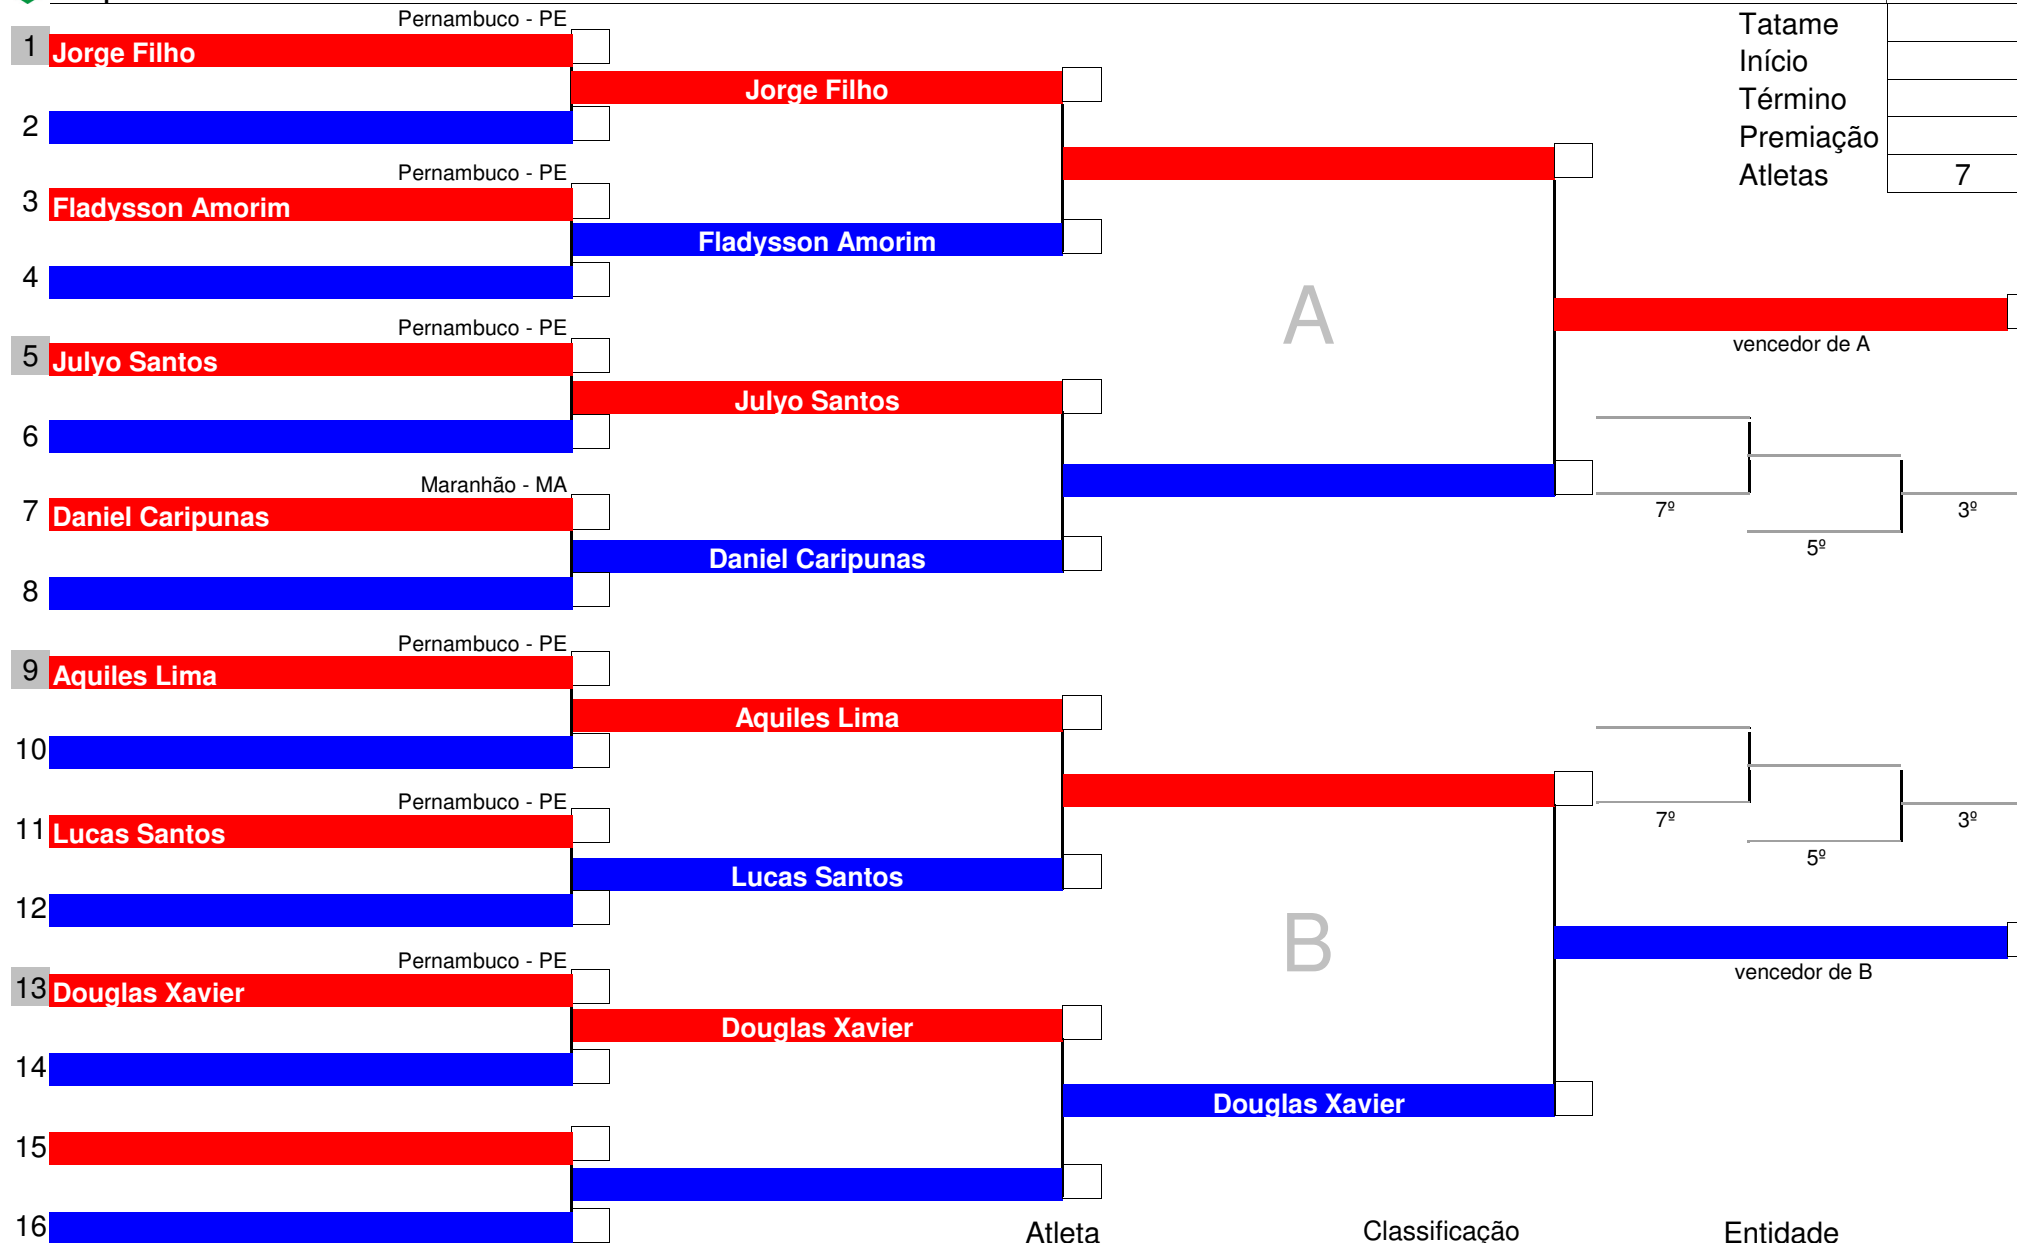 Pernambuco - PE
Tatame
1 Jorge Filho
Início
Jorge Filho
Término
2
Premiação
Pernambuco - PE
Atletas 7
3 Fladysson Amorim
Fladysson Amorim
4
A
Pernambuco - PE
vencedor de A
5 Julyo Santos
Julyo Santos
6
Maranhão - MA
7 Daniel Caripunas
7º 3º
5º
Daniel Caripunas
8
Pernambuco - PE
9 Aquiles Lima
Aquiles Lima
10
Pernambuco - PE
7º 3º
11 Lucas Santos
5º
Lucas Santos
12
B
Pernambuco - PE
vencedor de B
13 Douglas Xavier
Douglas Xavier
14
Douglas Xavier
15
16
Atleta Classificação Entidade